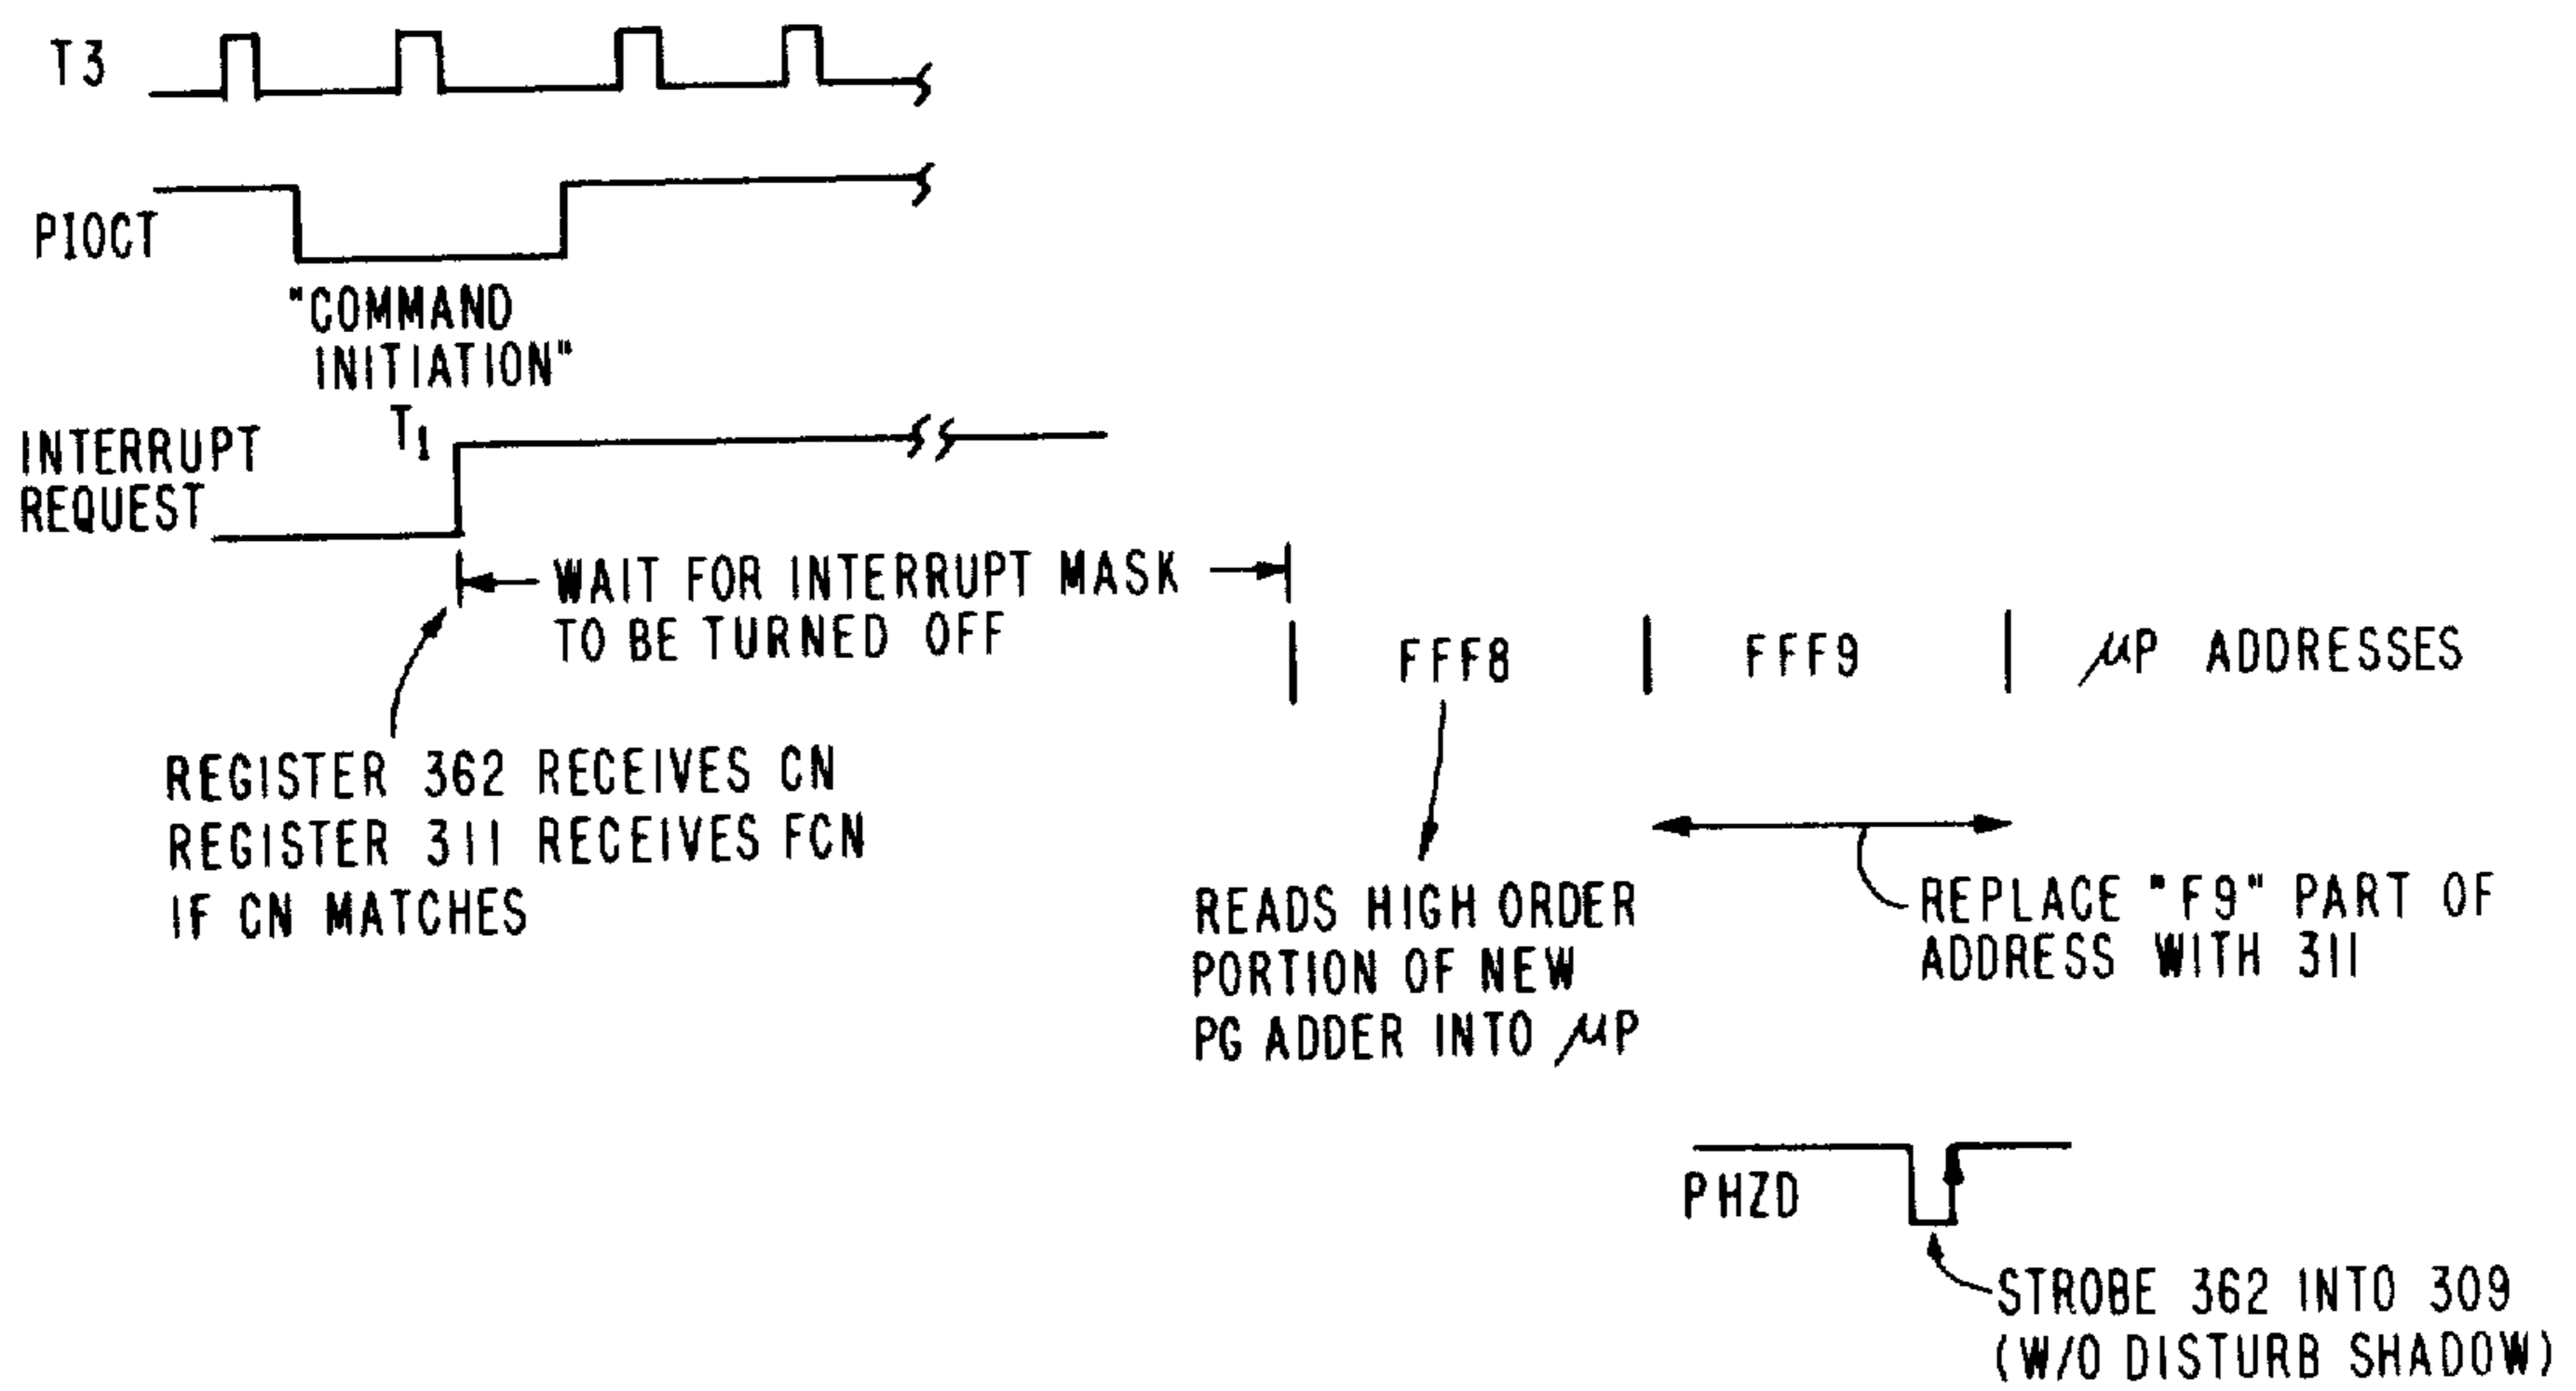 T3
PIOCT
"COMMAND
INITIATION"
T1
INTERRUPT
REQUEST
WAIT FOR INTERRUPT MASK
TO BE TURNED OFF
FFF8
FFF9
μP ADDRESSES
REGISTER 362 RECEIVES CN
REGISTER 311 RECEIVES FCN
IF CN MATCHES
READS HIGH ORDER
PORTION OF NEW
PG ADDER INTO μP
REPLACE "F9" PART OF
ADDRESS WITH 311
PHZD
STROBE 362 INTO 309
(W/O DISTURB SHADOW)